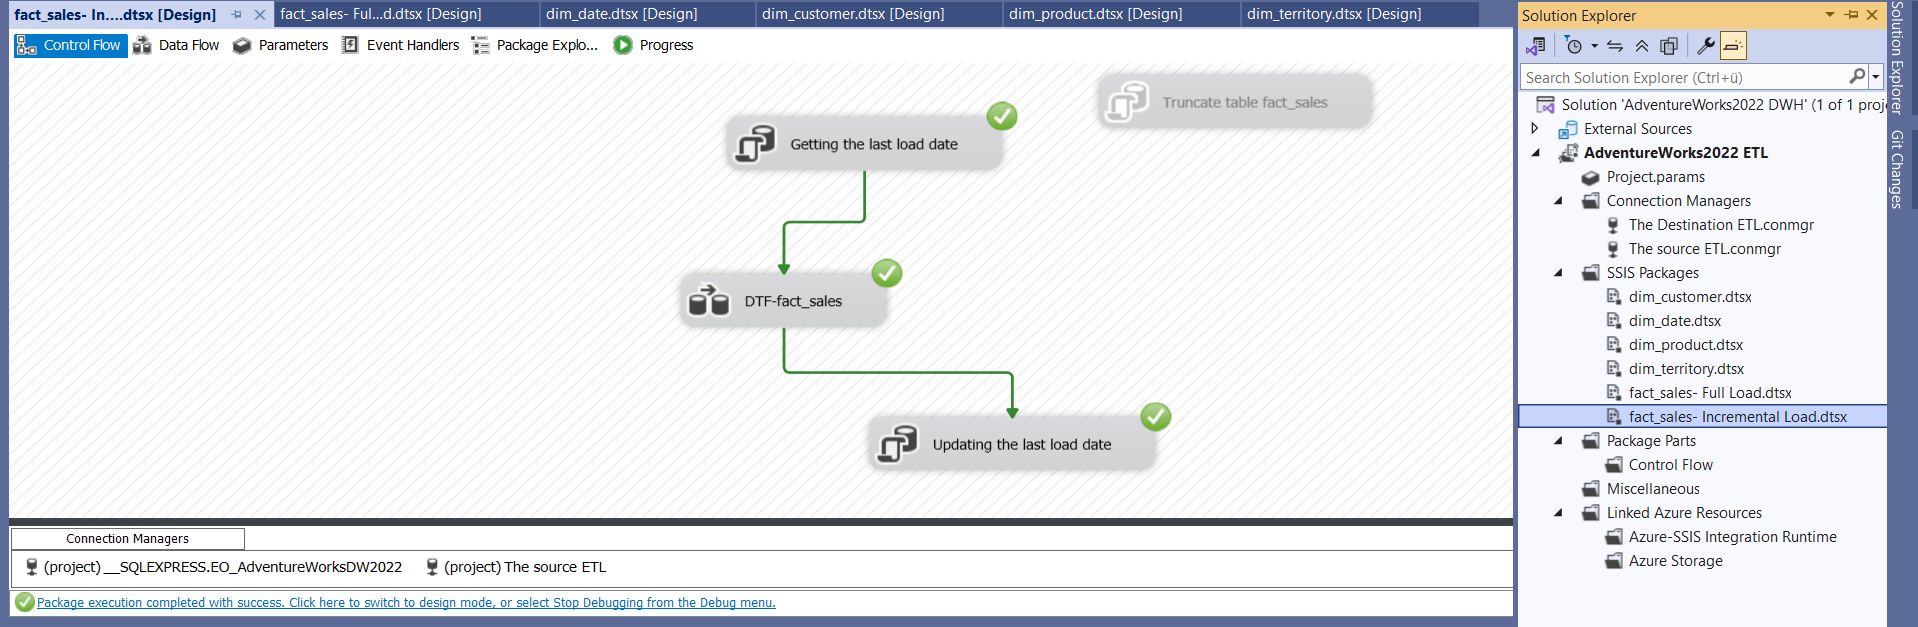 fact_sales- In....dtsx [Design]
fact_sales- Ful...d.dtsx [Design]
dim_date.dtsx [Design]
dim_customer.dtsx [Design]
dim_product.dtsx [Design]
dim_territory.dtsx [Design]
Control Flow
Data Flow
Parameters
Event Handlers
Package Explo...
Progress
Truncate table fact_sales
Getting the last load date
DTF-fact_sales
Updating the last load date
Connection Managers
(project) __SQLEXPRESS.EO_AdventureWorksDW2022
(project) The source ETL
Package execution completed with success. Click here to switch to design mode, or select Stop Debugging from the Debug menu.
Solution Explorer
Search Solution Explorer (Ctrl+ü)
Solution 'AdventureWorks2022 DWH' (1 of 1 proje
External Sources
AdventureWorks2022 ETL
Project.params
Connection Managers
The Destination ETL.conmgr
The source ETL.conmgr
SSIS Packages
dim_customer.dtsx
dim_date.dtsx
dim_product.dtsx
dim_territory.dtsx
fact_sales- Full Load.dtsx
fact_sales- Incremental Load.dtsx
Package Parts
Control Flow
Miscellaneous
Linked Azure Resources
Azure-SSIS Integration Runtime
Azure Storage
Solution Explorer
Git Changes